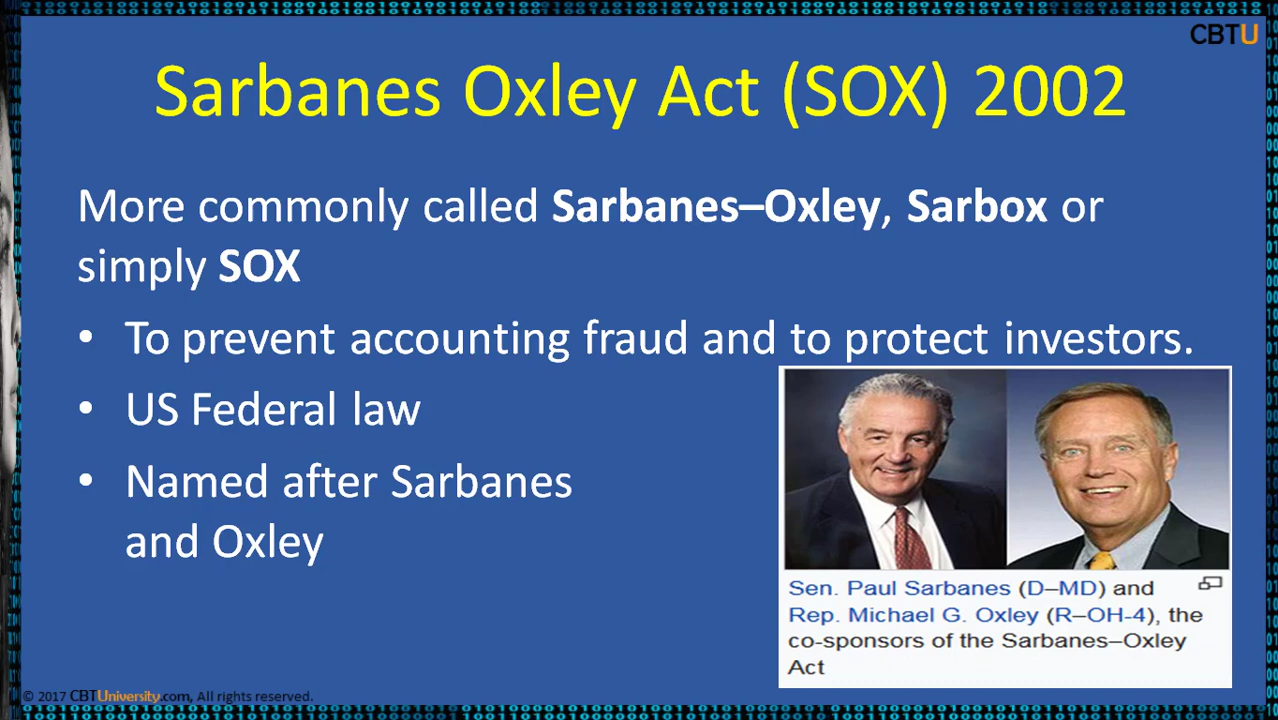 CBTU
Sarbanes Oxley Act (SOX) 2002
More commonly called Sarbanes–Oxley, Sarbox or
simply SOX
• To prevent accounting fraud and to protect investors.
• US Federal law
• Named after Sarbanes
and Oxley
Sen. Paul Sarbanes (D–MD) and
Rep. Michael G. Oxley (R–OH-4), the
co-sponsors of the Sarbanes–Oxley
Act
© 2017 CBTUniversity.com, All rights reserved.